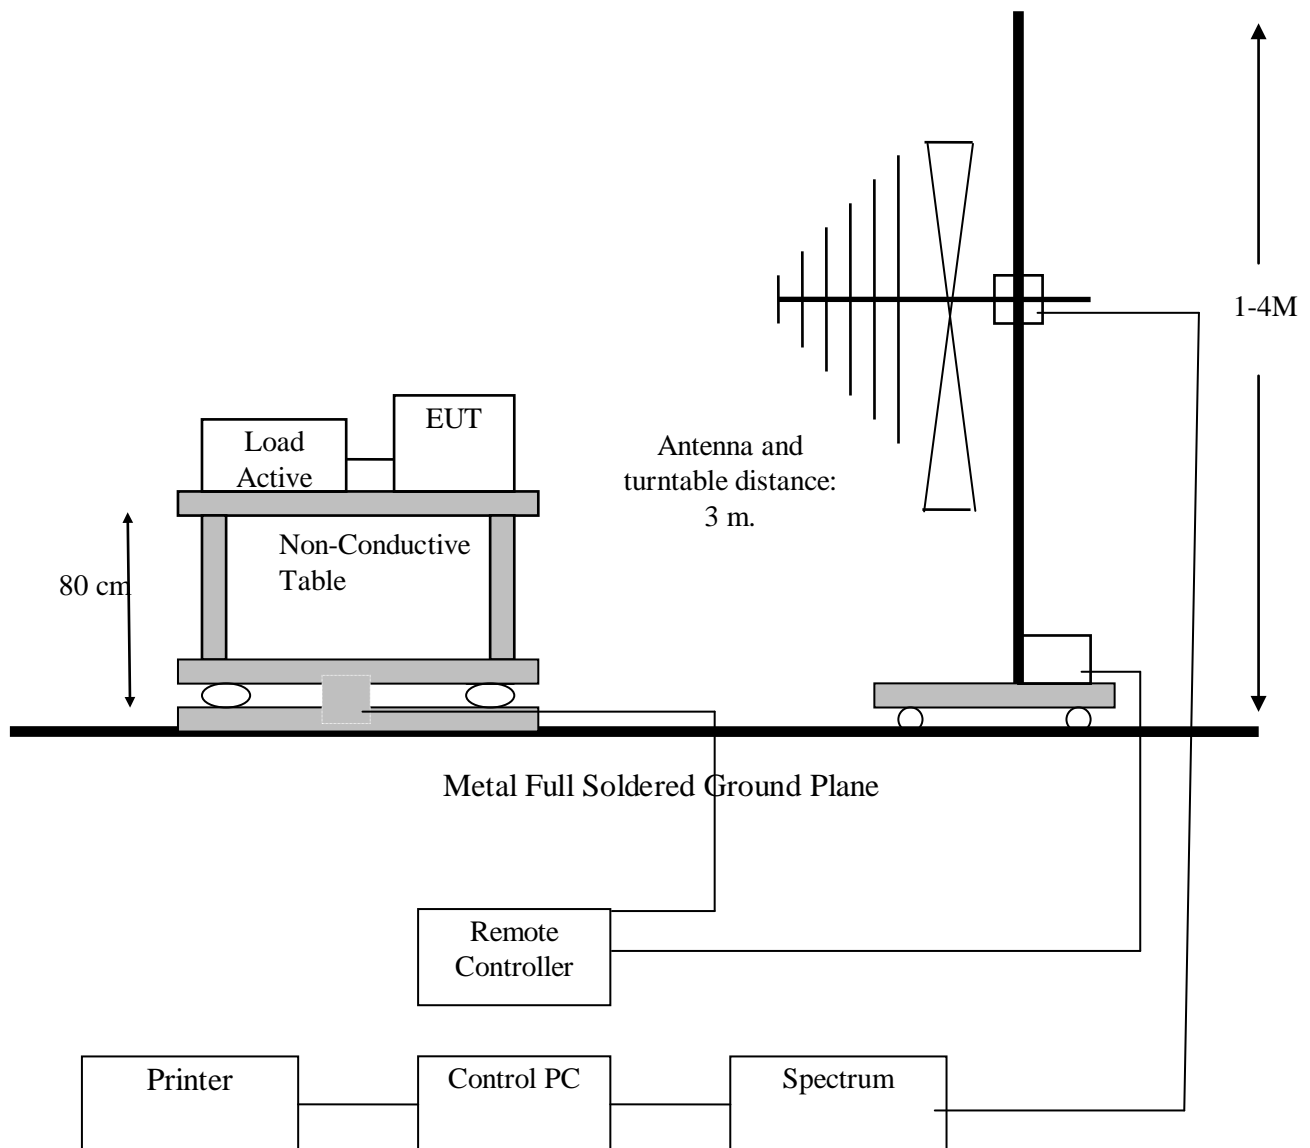 1-4M
EUT
Load
Active
Antenna and
turntable distance:
3 m.
Non-Conductive
Table
80 cm
Metal Full Soldered Ground Plane
Remote
Controller
Printer
Control PC
Spectrum